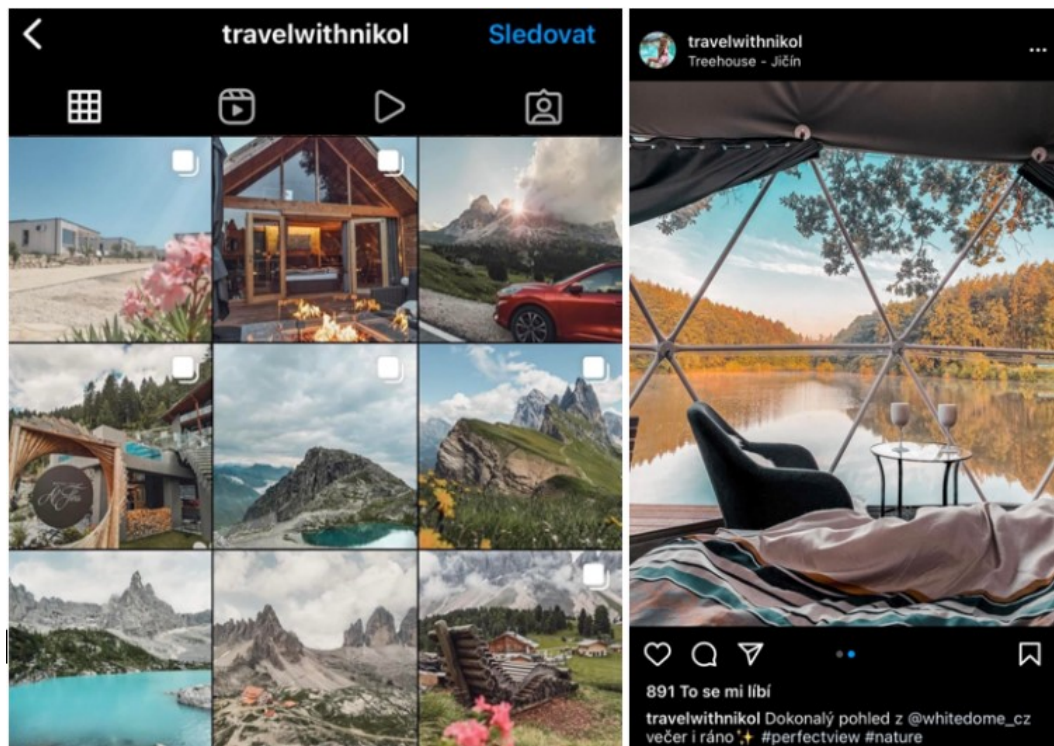 travelwithnikol
Sledovat
travelwithnikol
Treehouse - Jičín
891 To se mi líbí
travelwithnikol Dokonalý pohled z @whitedome_cz
večer i ráno✨ #perfectview #nature